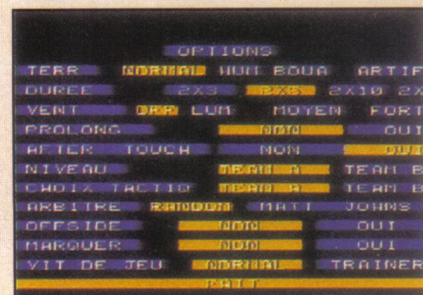 OPTIONS
TERR NORMAL HUM BOUA ARTIF
DUREE 2X3 2X5 2X10 2X
VENT LUM MOYEN FORT
PROLONG NON OUI
AFTER TOUCH NON OUI
NIVEAU TEAM A TEAM B
CHOIX TACTIQ TEAM A TEAM B
ARBITRE RANDOM MATT JOHNS
OFFSIDE NON OUI
MARQUER NON OUI
VIT DE JEU NORMAL TRAINER